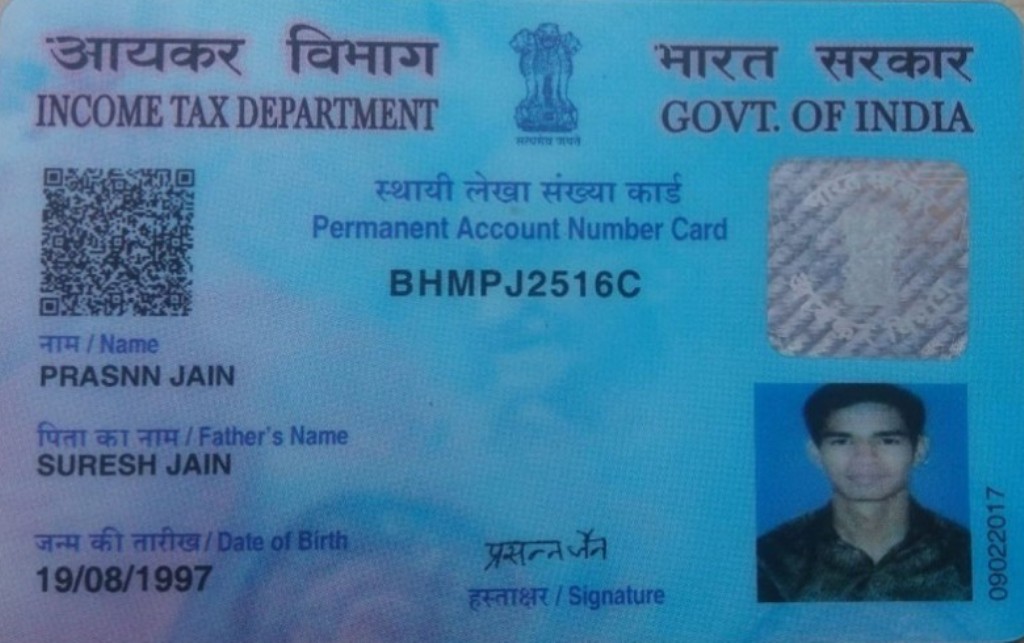 आयकर विभाग
INCOME TAX DEPARTMENT
सत्यमेव जयते
भारत सरकार
GOVT. OF INDIA
स्थायी लेखा संख्या कार्ड
Permanent Account Number Card
BHMPJ2516C
नाम / Name
PRASNN JAIN
पिता का नाम / Father's Name
SURESH JAIN
जन्म की तारीख / Date of Birth
19/08/1997
प्रसन्न जैन
हस्ताक्षर / Signature
09022017